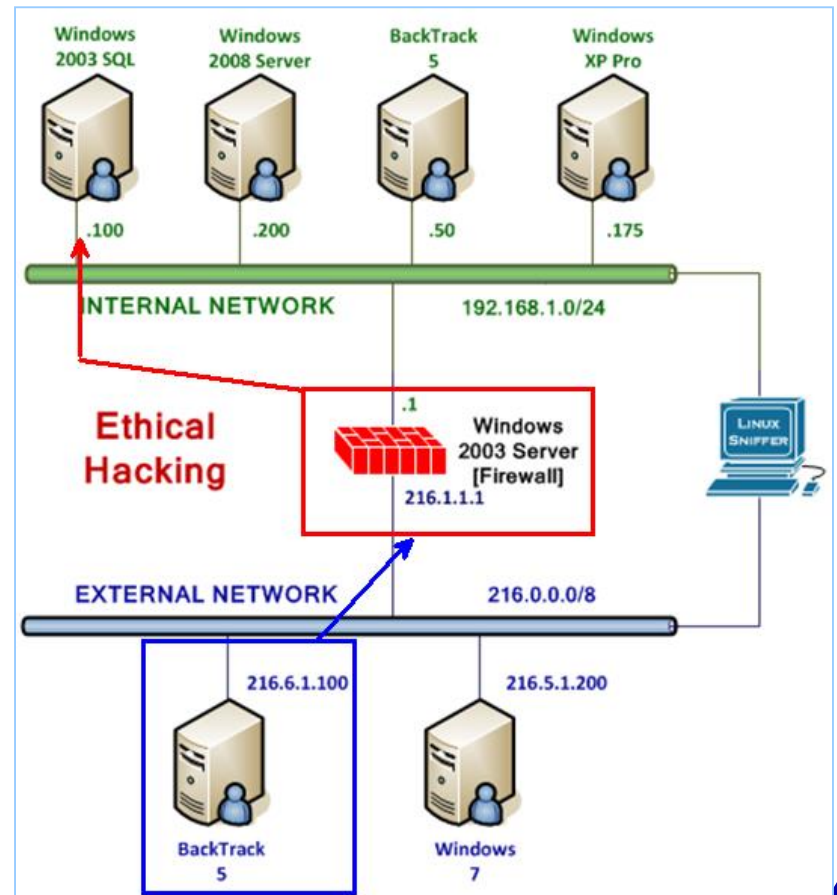 Windows
2003 SQL
Windows
2008 Server
BackTrack
5
Windows
XP Pro
.100
.200
.50
.175
INTERNAL NETWORK
192.168.1.0/24
Ethical
Hacking
.1
Windows
2003 Server
[Firewall]
216.1.1.1
LINUX
SNIFFER
EXTERNAL NETWORK
216.0.0.0/8
216.6.1.100
216.5.1.200
BackTrack
5
Windows
7